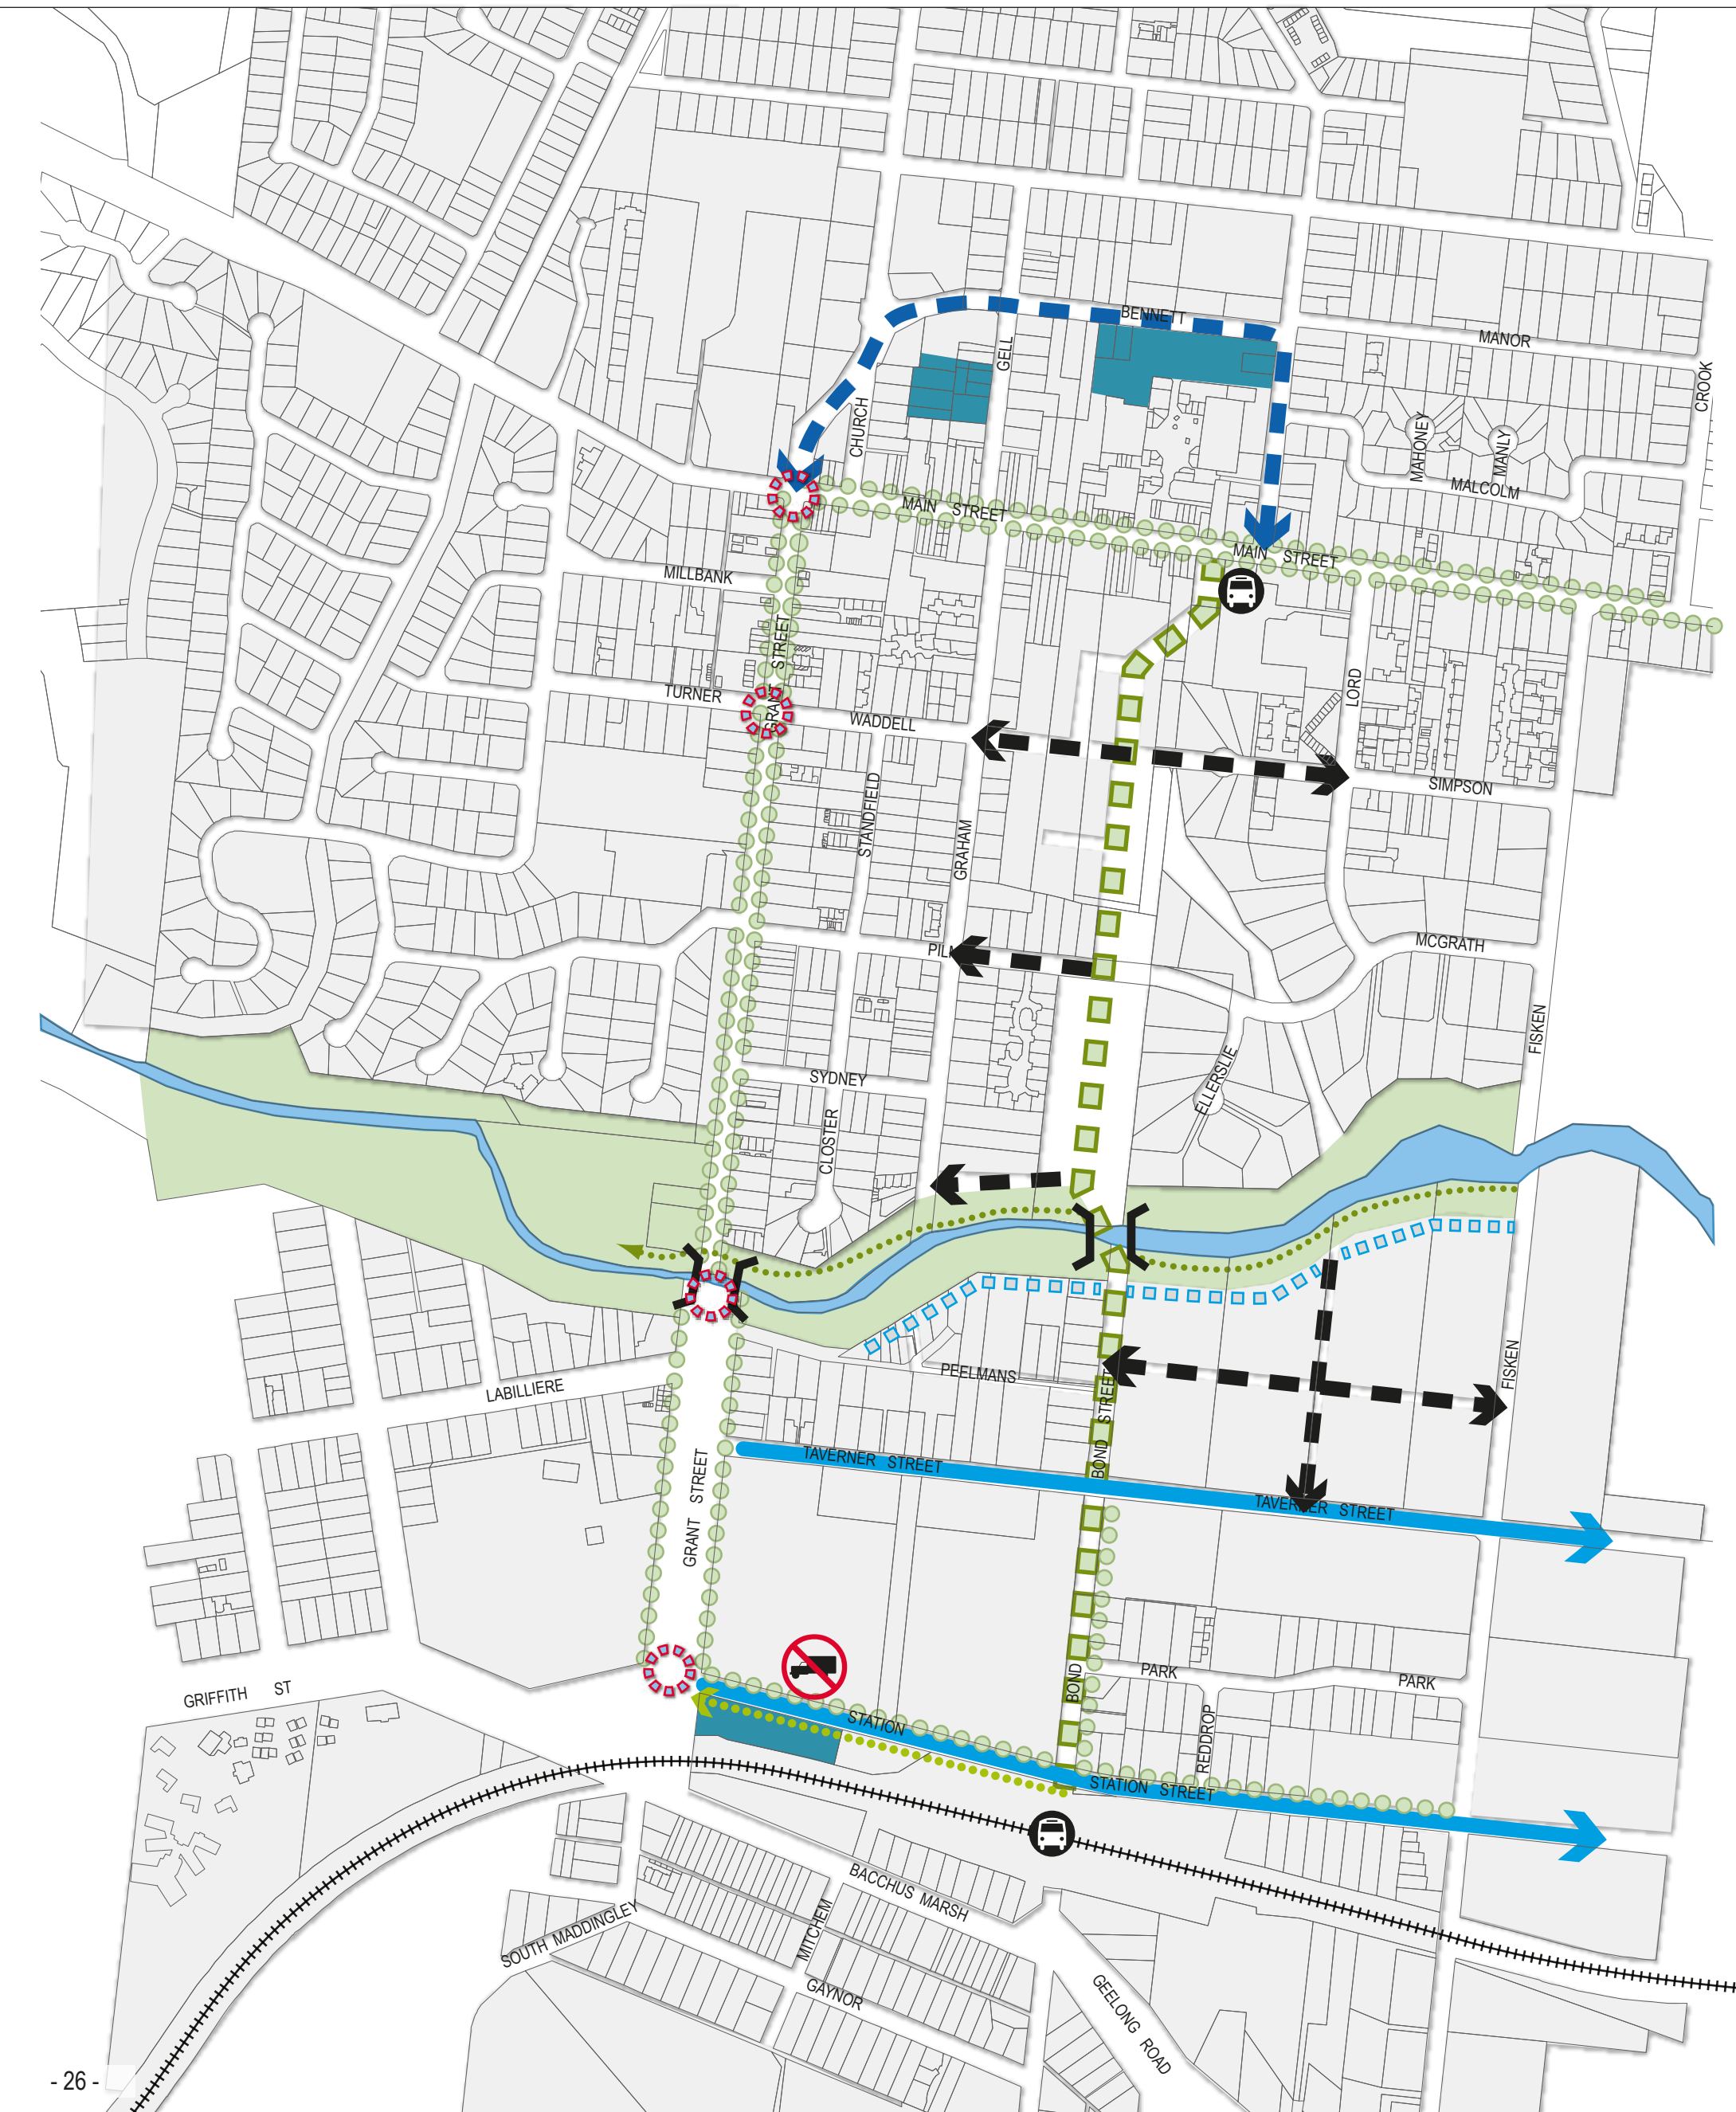 BENNETT
MANOR
GELL
CROOK
CHURCH
MAHONEY
MANLY
MALCOLM
MAIN STREET
MAIN STREET
MILLBANK
GRANT STREET
TURNER
WADDELL
LORD
SIMPSON
STANDFIELD
GRAHAM
MCGRATH
FISKEN
SYDNEY
ELLERSLIE
CLOSTER
PEELMANS
LABILLIERE
BOND STREET
FISKEN
TAVERNER STREET
TAVERNER STREET
GRANT STREET
PARK
PARK
BOND
REDDROP
GRIFFITH ST
STATION
STATION STREET
BACCHUS MARSH
SOUTH MADDINGLEY
MITCHEM
GAYNOR
GEELONG ROAD
- 26 -